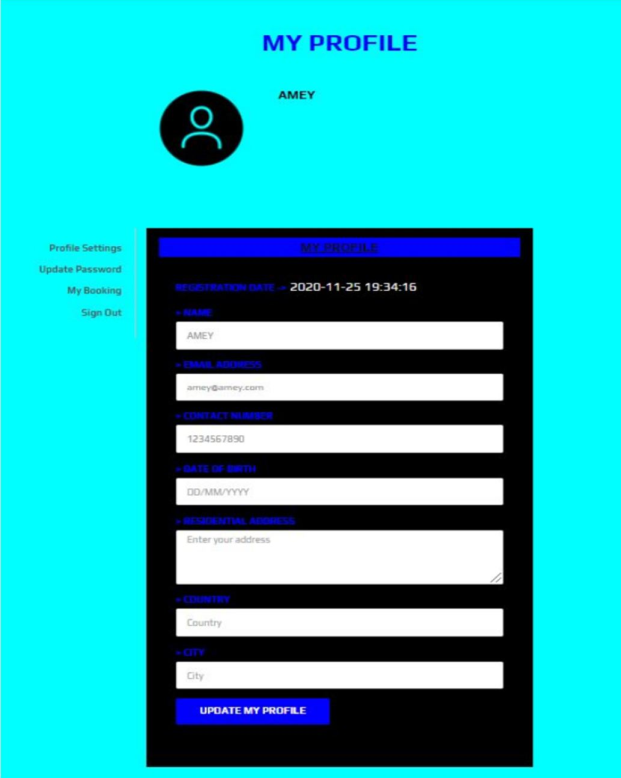 MY PROFILE
AMEY
Profile Settings
Update Password
My Booking
Sign Out
MY PROFILE
REGISTRATION DATE -> 2020-11-25 19:34:16
» NAME
AMEY
» EMAIL ADDRESS
amey@amey.com
» CONTACT NUMBER
1234567890
» DATE OF BIRTH
DD/MM/YYYY
» RESIDENTIAL ADDRESS
Enter your address
» COUNTRY
Country
» CITY
City
UPDATE MY PROFILE